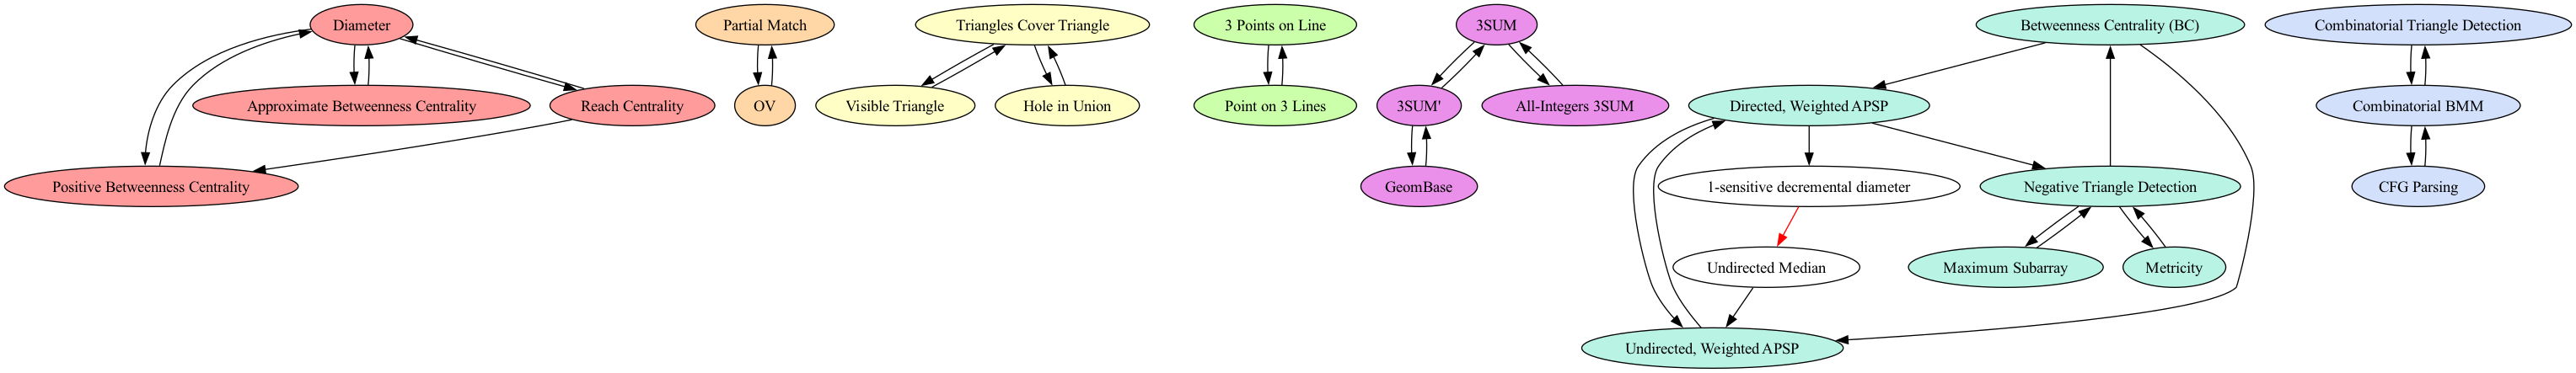 Diameter
Partial Match
Triangles Cover Triangle
3 Points on Line
3SUM
Betweenness Centrality (BC)
Combinatorial Triangle Detection
Approximate Betweenness Centrality
Reach Centrality
OV
Visible Triangle
Hole in Union
Point on 3 Lines
3SUM'
All-Integers 3SUM
Directed, Weighted APSP
Combinatorial BMM
Positive Betweenness Centrality
GeomBase
1-sensitive decremental diameter
Negative Triangle Detection
CFG Parsing
Undirected Median
Maximum Subarray
Metricity
Undirected, Weighted APSP